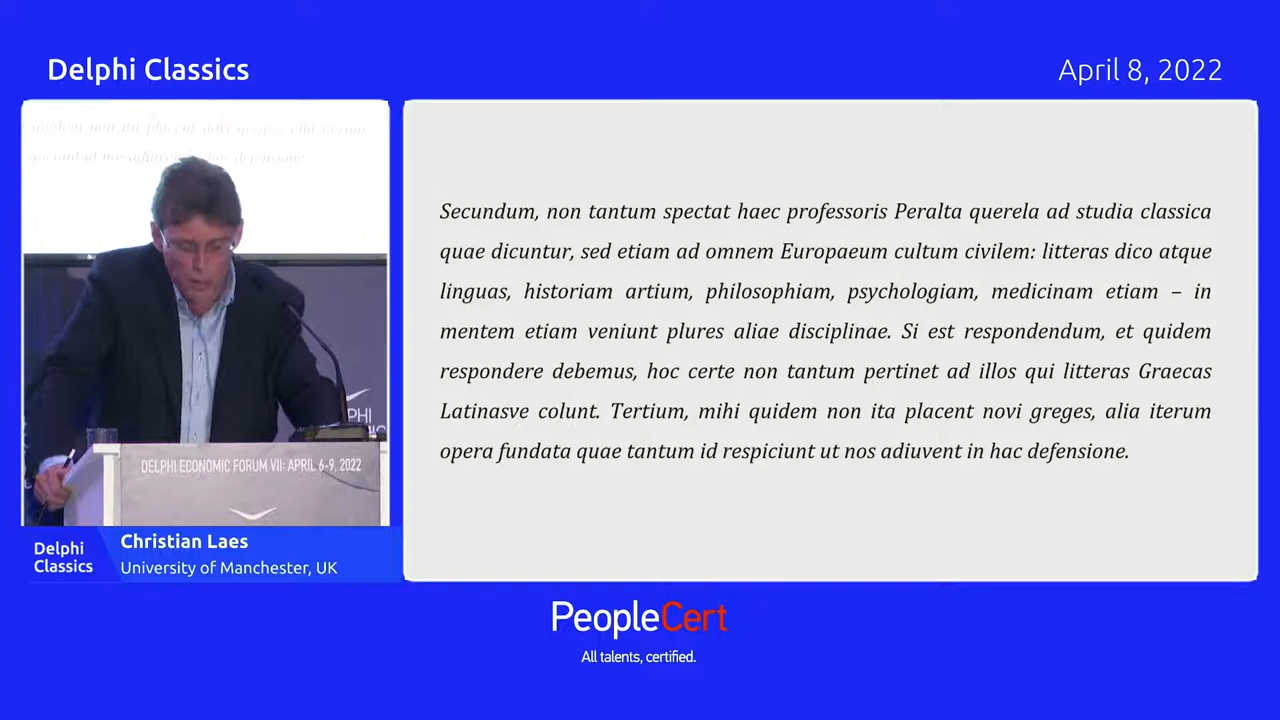 Delphi Classics
April 8, 2022
Secundum, non tantum spectat haec professoris Peralta querela ad studia classica
quae dicuntur, sed etiam ad omnem Europaeum cultum civilem: litteras dico atque
linguas, historiam artium, philosophiam, psychologiam, medicinam etiam – in
mentem etiam veniunt plures aliae disciplinae. Si est respondendum, et quidem
respondere debemus, hoc certe non tantum pertinet ad illos qui litteras Graecas
Latinasve colunt. Tertium, mihi quidem non ita placent novi greges, alia iterum
opera fundata quae tantum id respiciunt ut nos adiuvent in hac defensione.
DELPHI ECONOMIC FORUM VII: APRIL 6-9, 2022
Delphi
Classics
Christian Laes
University of Manchester, UK
PeopleCert
All talents, certified.